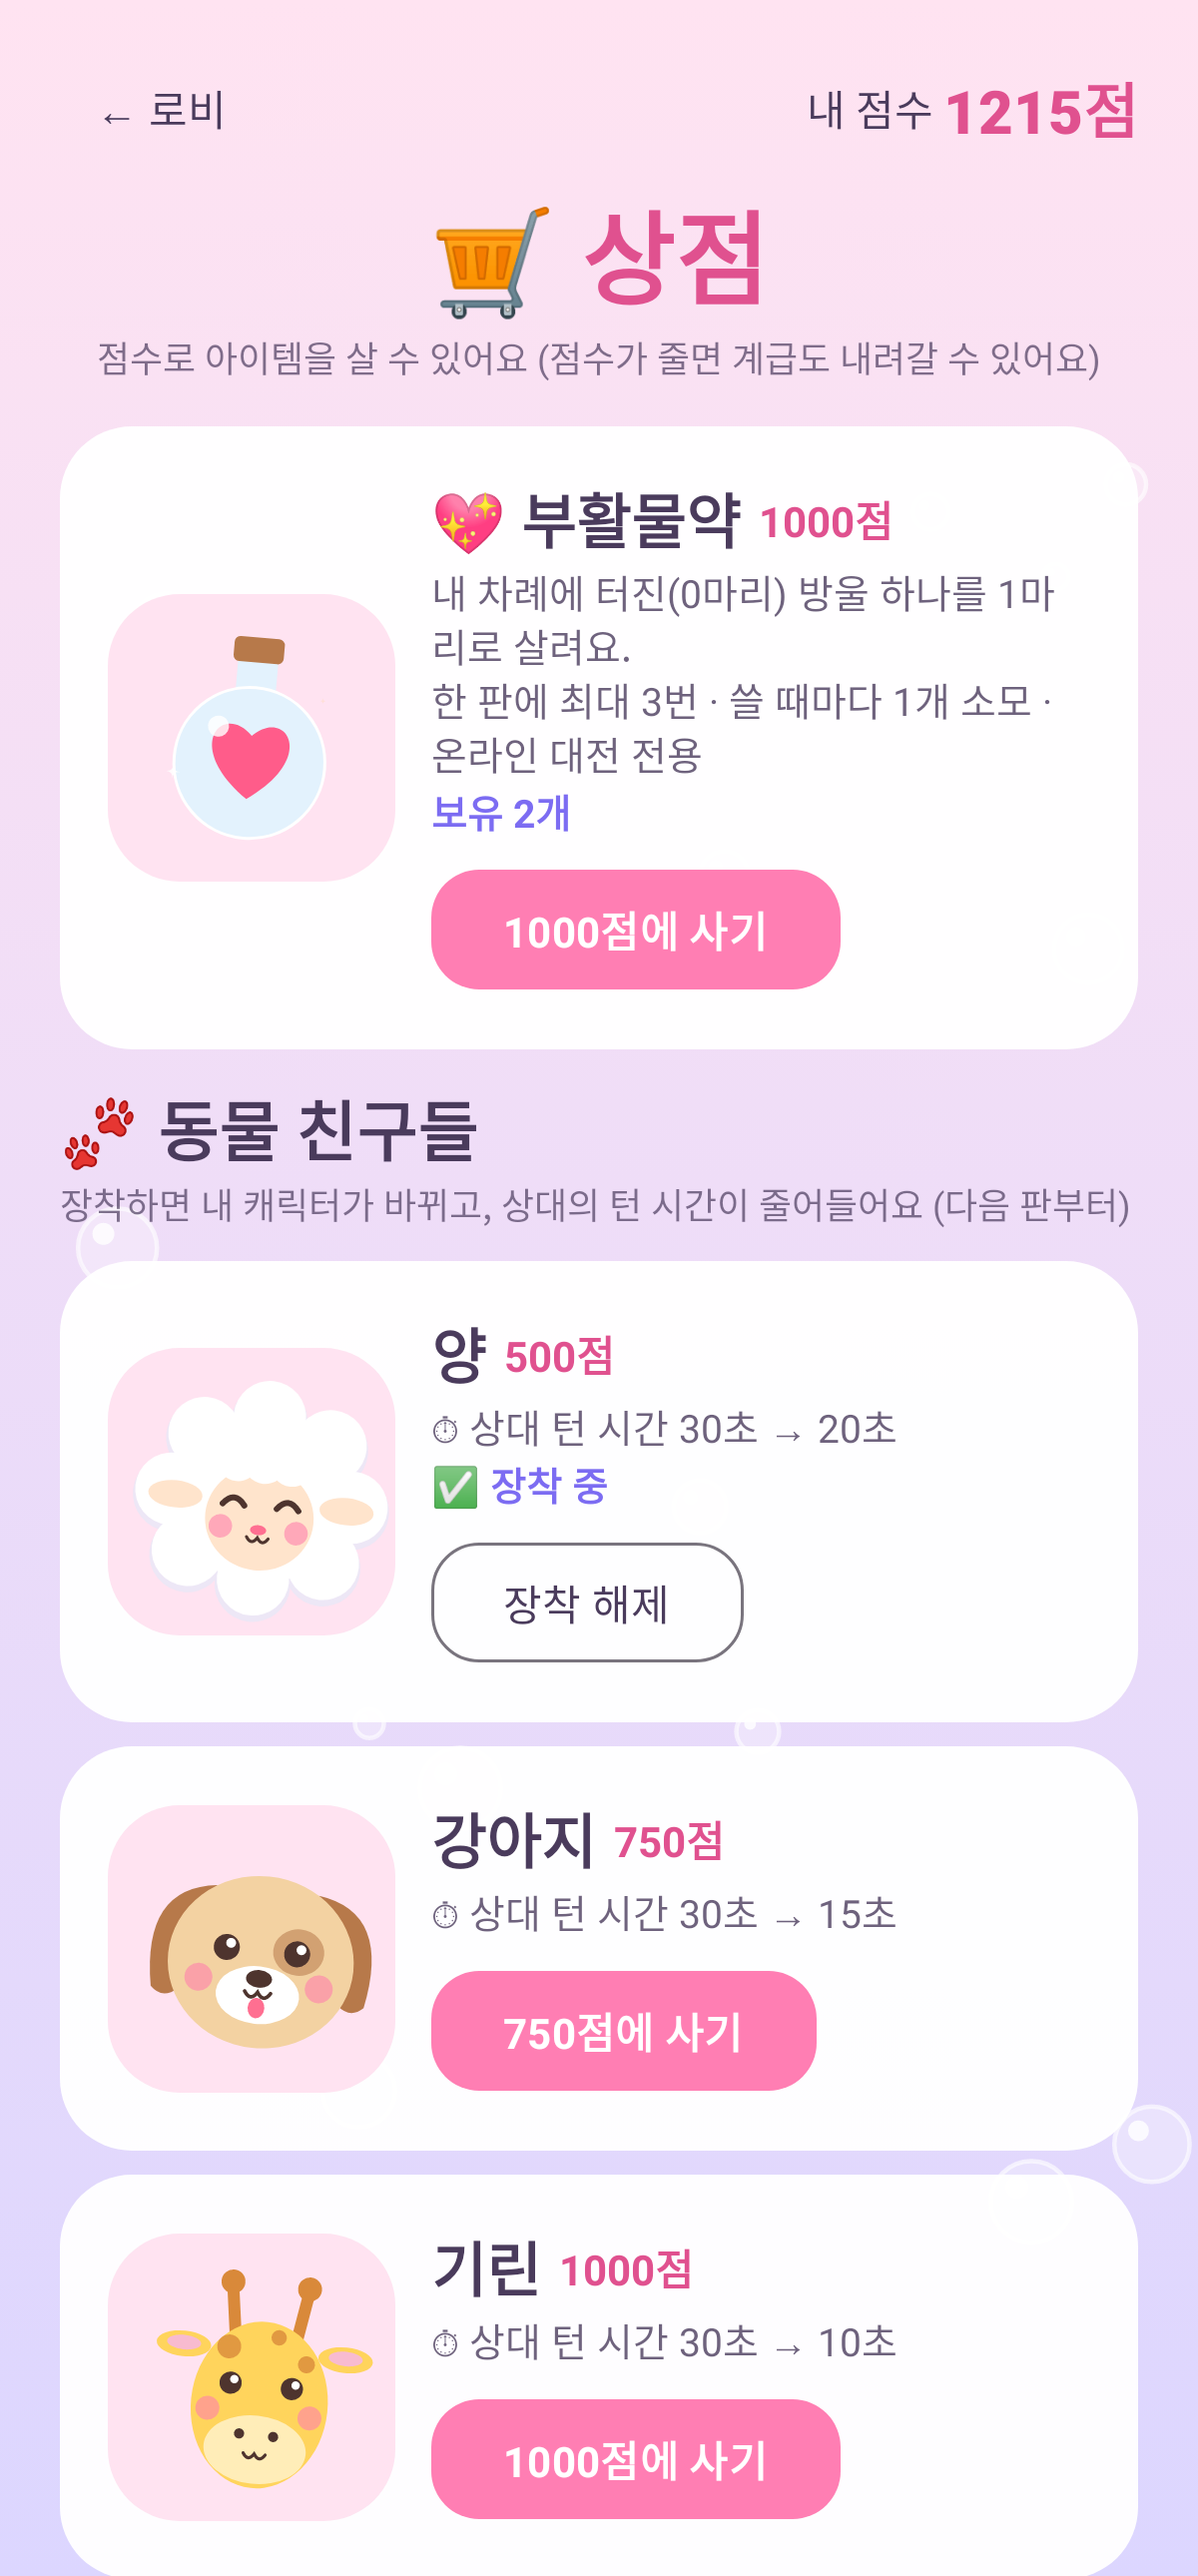 ← 로비
내 점수 1215점
🛒 상점
점수로 아이템을 살 수 있어요 (점수가 줄면 계급도 내려갈 수 있어요)
💖 부활물약 1000점
내 차례에 터진(0마리) 방울 하나를 1마
리로 살려요.
한 판에 최대 3번 · 쓸 때마다 1개 소모 ·
온라인 대전 전용
보유 2개
1000점에 사기
🐾 동물 친구들
장착하면 내 캐릭터가 바뀌고, 상대의 턴 시간이 줄어들어요 (다음 판부터)
양 500점
⏱ 상대 턴 시간 30초 → 20초
✅ 장착 중
장착 해제
강아지 750점
⏱ 상대 턴 시간 30초 → 15초
750점에 사기
기린 1000점
⏱ 상대 턴 시간 30초 → 10초
1000점에 사기